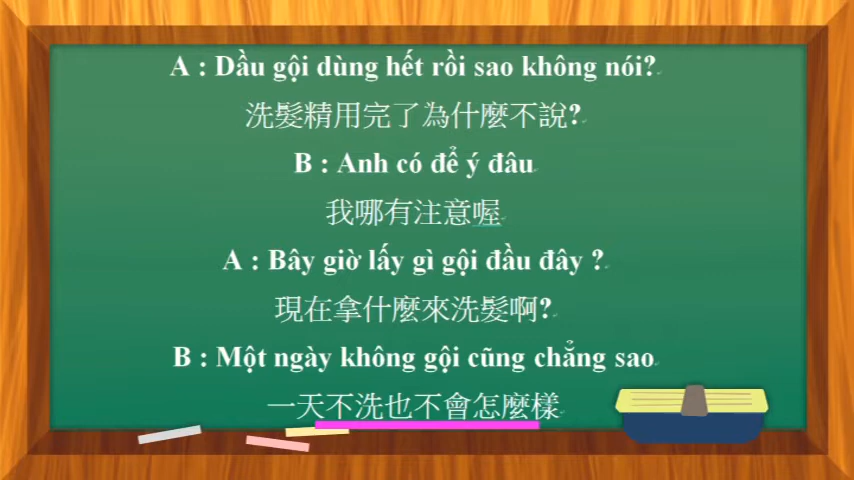 A : Dầu gội dùng hết rồi sao không nói?
洗髮精用完了為什麼不說?
B : Anh có để ý đâu
我哪有注意喔
A : Bây giờ lấy gì gội đầu đây ?
現在拿什麼來洗髮啊?
B : Một ngày không gội cũng chẳng sao
一天不洗也不會怎麼樣